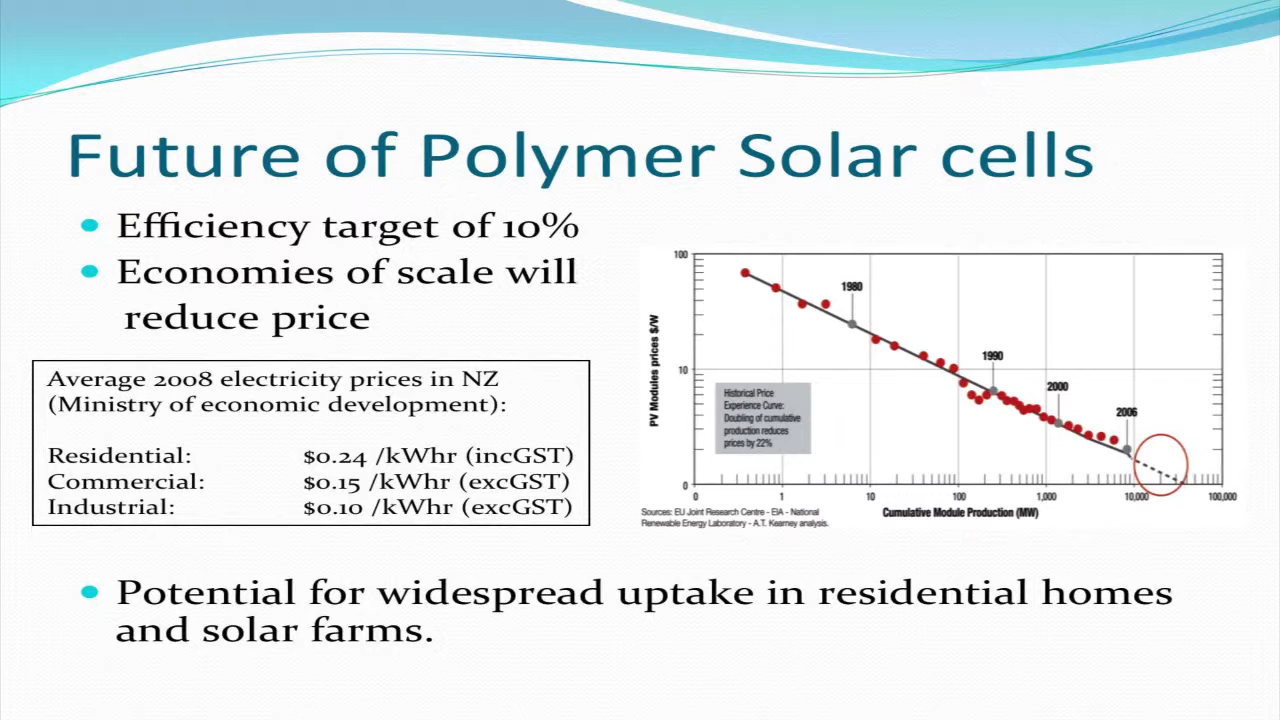 Future of Polymer Solar cells
Efficiency target of 10%
Economies of scale will
reduce price
Average 2008 electricity prices in NZ
(Ministry of economic development):
Residential: $0.24 /kWhr (incGST)
Commercial: $0.15 /kWhr (excGST)
Industrial: $0.10 /kWhr (excGST)
PV Modules prices $/W
100
10
0
1980
1990
2000
2006
Historical Price
Experience Curve:
Doubling of cumulative
production reduces
prices by 22%
0 1 10 100 1,000 10,000 100,000
Cumulative Module Production (MW)
Sources: EU Joint Research Centre - EIA - National
Renewable Energy Laboratory - A.T. Kearney analysis.
Potential for widespread uptake in residential homes
and solar farms.